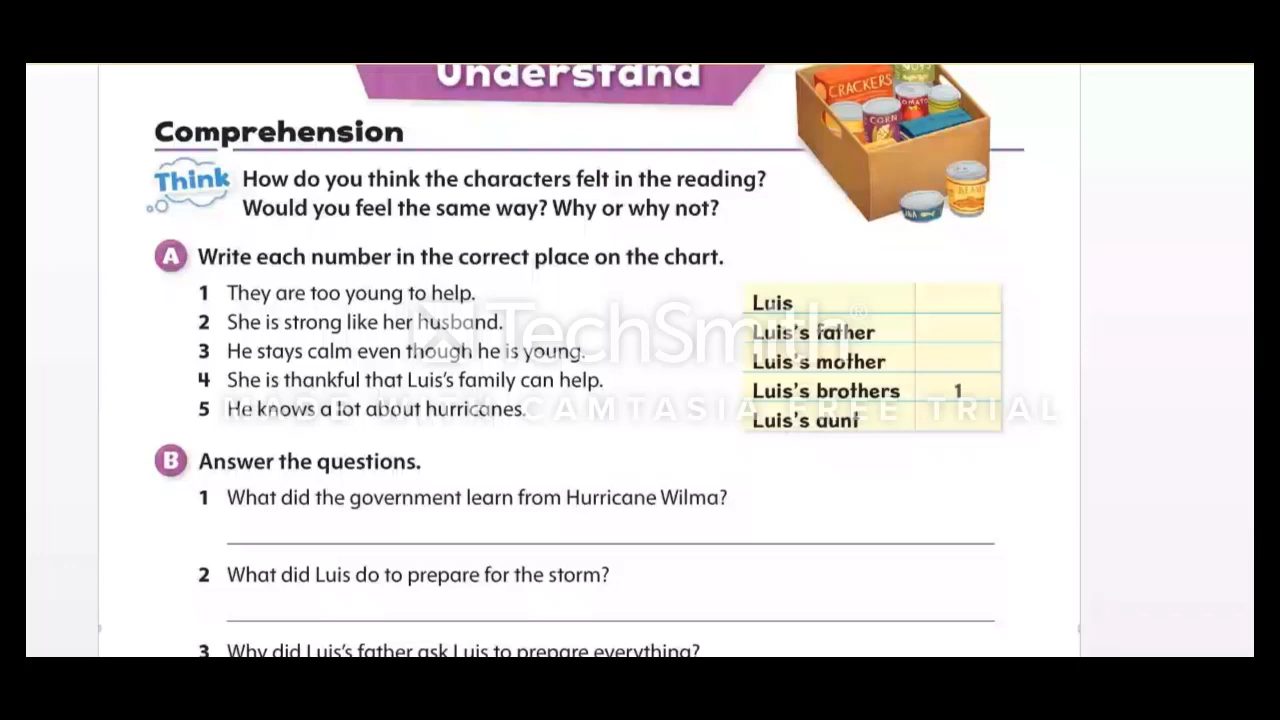 Understand
CRACKERS
CORN
Comprehension
Think
How do you think the characters felt in the reading?
Would you feel the same way? Why or why not?
A Write each number in the correct place on the chart.
1 They are too young to help.
2 She is strong like her husband.
3 He stays calm even though he is young.
4 She is thankful that Luis's family can help.
5 He knows a lot about hurricanes.
Luis
Luis's father
Luis's mother
Luis's brothers 1
Luis's aunt
TechSmith®
MADE WITH CAMTASIA FREE TRIAL
B Answer the questions.
1 What did the government learn from Hurricane Wilma?
2 What did Luis do to prepare for the storm?
3 Why did Luis's father ask Luis to prepare everything?